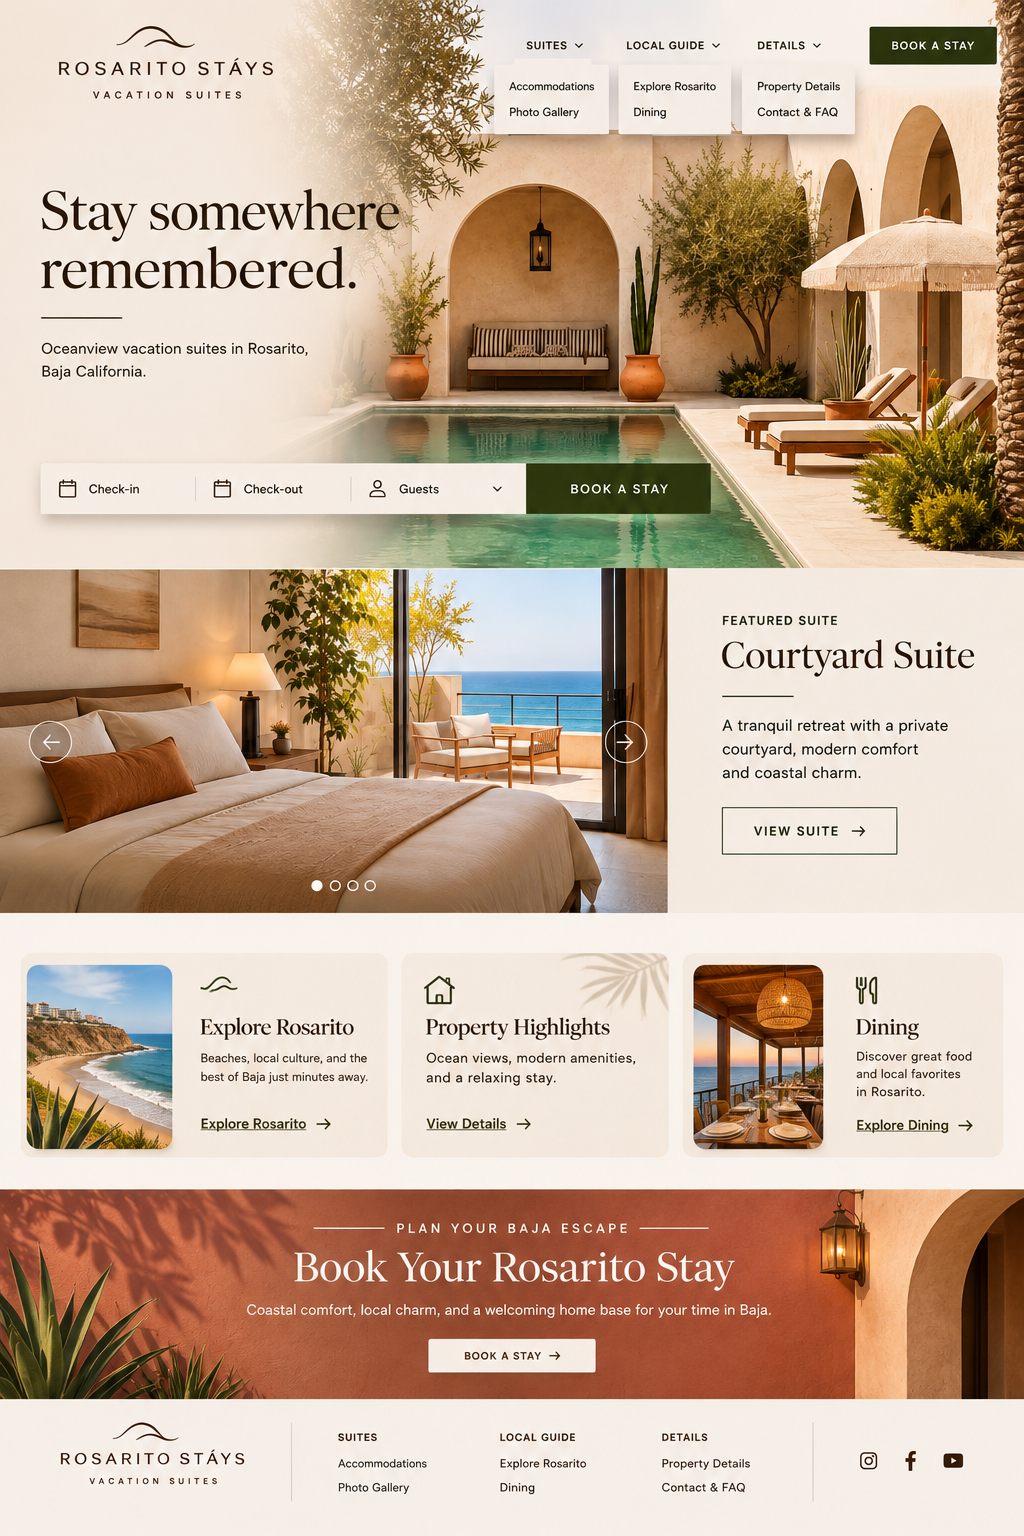 ROSARITO STÁYS
VACATION SUITES
SUITES
LOCAL GUIDE
DETAILS
BOOK A STAY
Accommodations
Photo Gallery
Explore Rosarito
Dining
Property Details
Contact & FAQ
Stay somewhere
remembered.
Oceanview vacation suites in Rosarito,
Baja California.
Check-in
Check-out
Guests
BOOK A STAY
FEATURED SUITE
Courtyard Suite
A tranquil retreat with a private
courtyard, modern comfort
and coastal charm.
VIEW SUITE →
Explore Rosarito
Beaches, local culture, and the
best of Baja just minutes away.
Explore Rosarito →
Property Highlights
Ocean views, modern amenities,
and a relaxing stay.
View Details →
Dining
Discover great food
and local favorites
in Rosarito.
Explore Dining →
PLAN YOUR BAJA ESCAPE
Book Your Rosarito Stay
Coastal comfort, local charm, and a welcoming home base for your time in Baja.
BOOK A STAY →
ROSARITO STÁYS
VACATION SUITES
SUITES
Accommodations
Photo Gallery
LOCAL GUIDE
Explore Rosarito
Dining
DETAILS
Property Details
Contact & FAQ